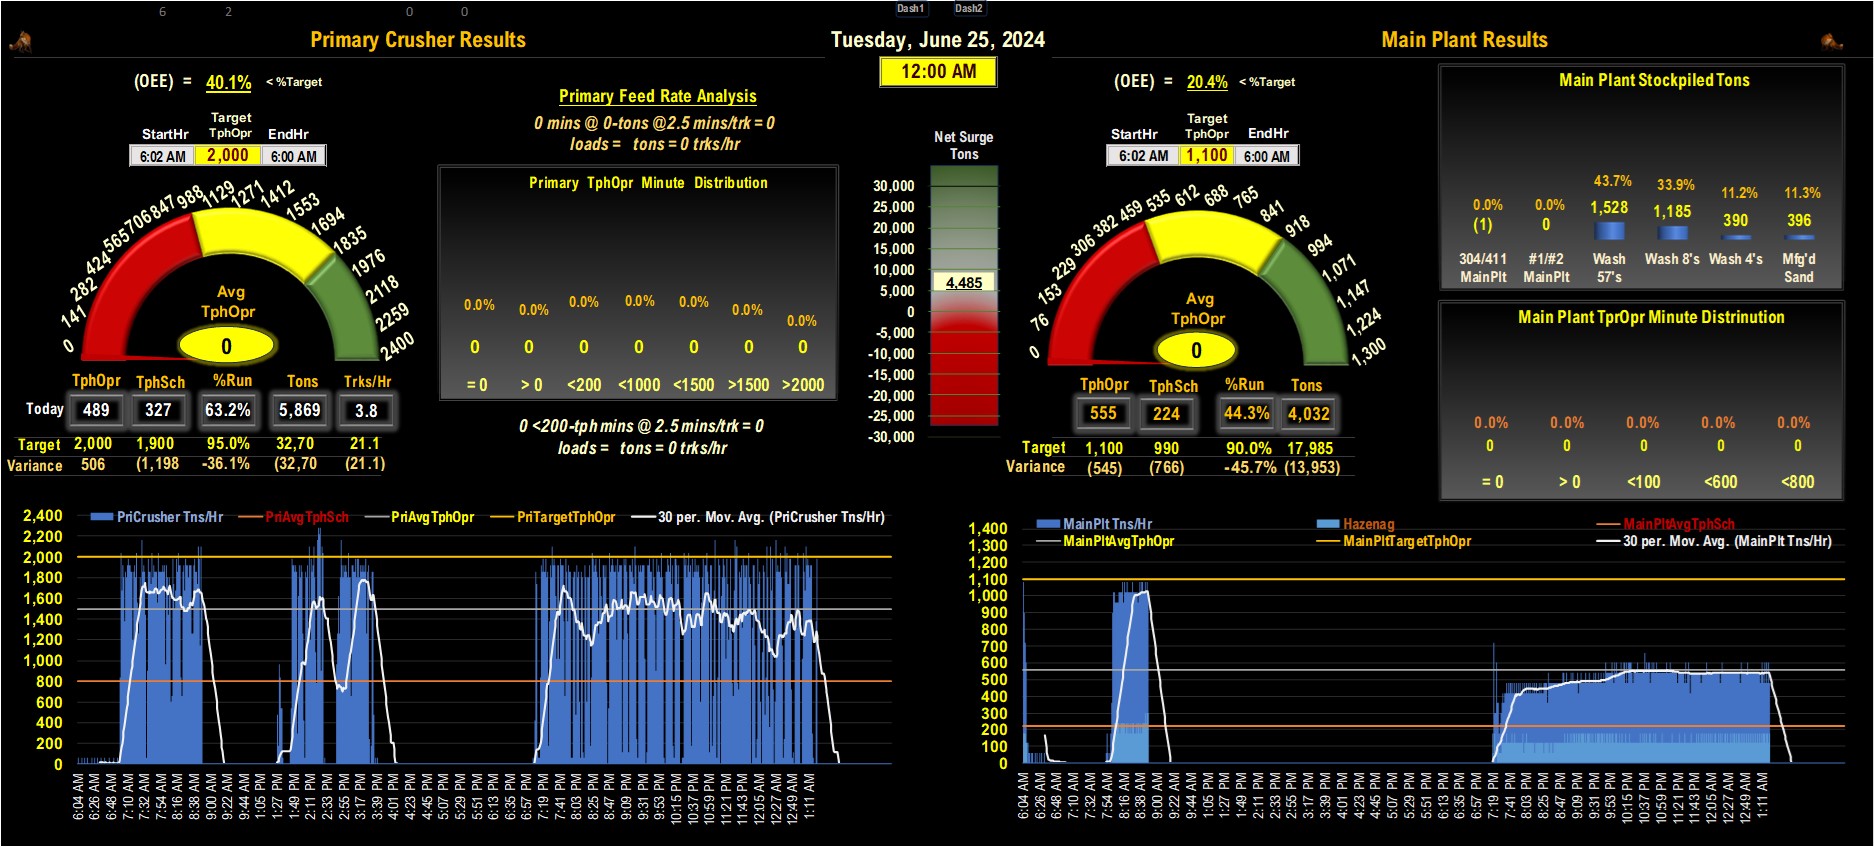 6 2 0 0 Dash1 Dash2
Primary Crusher Results
Tuesday, June 25, 2024
Main Plant Results
12:00 AM
(OEE) = 40.1% < %Target
Target
StartHr TphOpr EndHr
6:02 AM 2,000 6:00 AM
0 141 282 424 565 706 847 988 1129 1271 1412 1553 1694 1835 1976 2118 2259 2400
Avg
TphOpr
0
TphOpr TphSch %Run Tons Trks/Hr
Today 489 327 63.2% 5,869 3.8
Target 2,000 1,900 95.0% 32,70 21.1
Variance 506 (1,198 -36.1% (32,70 (21.1)
Primary Feed Rate Analysis
0 mins @ 0-tons @2.5 mins/trk = 0
loads = tons = 0 trks/hr
Primary TphOpr Minute Distribution
0.0% 0.0% 0.0% 0.0% 0.0% 0.0% 0.0%
0 0 0 0 0 0 0
= 0 > 0 <200 <1000 <1500 >1500 >2000
0 <200-tph mins @ 2.5 mins/trk = 0
loads = tons = 0 trks/hr
Net Surge
Tons
30,000
25,000
20,000
15,000
10,000
4,485
5,000
0
-5,000
-10,000
-15,000
-20,000
-25,000
-30,000
(OEE) = 20.4% < %Target
Target
StartHr TphOpr EndHr
6:02 AM 1,100 6:00 AM
0 76 153 229 306 382 459 535 612 688 765 841 918 994 1,071 1,147 1,224 1,300
Avg
TphOpr
0
TphOpr TphSch %Run Tons
555 224 44.3% 4,032
Target 1,100 990 90.0% 17,985
Variance (545) (766) -45.7% (13,953)
Main Plant Stockpiled Tons
0.0% 0.0% 43.7% 33.9% 11.2% 11.3%
(1) 0 1,528 1,185 390 396
304/411 #1/#2 Wash Wash 8's Wash 4's Mfg'd
MainPlt MainPlt 57's Sand
Main Plant TprOpr Minute Distrinution
0.0% 0.0% 0.0% 0.0% 0.0% 0.0%
0 0 0 0 0
= 0 > 0 <100 <600 <800
PriCrusher Tns/Hr PriAvgTphSch PriAvgTphOpr PriTargetTphOpr 30 per. Mov. Avg. (PriCrusher Tns/Hr)
2,400
2,200
2,000
1,800
1,600
1,400
1,200
1,000
800
600
400
200
0
6:04 AM 6:26 AM 6:48 AM 7:10 AM 7:32 AM 7:54 AM 8:16 AM 8:38 AM 9:00 AM 9:22 AM 9:44 AM 1:05 PM 1:27 PM 1:49 PM 2:11 PM 2:33 PM 2:55 PM 3:17 PM 3:39 PM 4:01 PM 4:23 PM 4:45 PM 5:07 PM 5:29 PM 5:51 PM 6:13 PM 6:35 PM 6:57 PM 7:19 PM 7:41 PM 8:03 PM 8:25 PM 8:47 PM 9:09 PM 9:31 PM 9:53 PM 10:15 PM 10:37 PM 10:59 PM 11:21 PM 11:43 PM 12:05 AM 12:27 AM 12:49 AM 1:11 AM
MainPlt Tns/Hr Hazenag MainPltAvgTphSch
MainPltAvgTphOpr MainPltTargetTphOpr 30 per. Mov. Avg. (MainPlt Tns/Hr)
1,400
1,300
1,200
1,100
1,000
900
800
700
600
500
400
300
200
100
0
6:04 AM 6:26 AM 6:48 AM 7:10 AM 7:32 AM 7:54 AM 8:16 AM 8:38 AM 9:00 AM 9:22 AM 9:44 AM 1:05 PM 1:27 PM 1:49 PM 2:11 PM 2:33 PM 2:55 PM 3:17 PM 3:39 PM 4:01 PM 4:23 PM 4:45 PM 5:07 PM 5:29 PM 5:51 PM 6:13 PM 6:35 PM 6:57 PM 7:19 PM 7:41 PM 8:03 PM 8:25 PM 8:47 PM 9:09 PM 9:31 PM 9:53 PM 10:15 PM 10:37 PM 10:59 PM 11:21 PM 11:43 PM 12:05 AM 12:27 AM 12:49 AM 1:11 AM